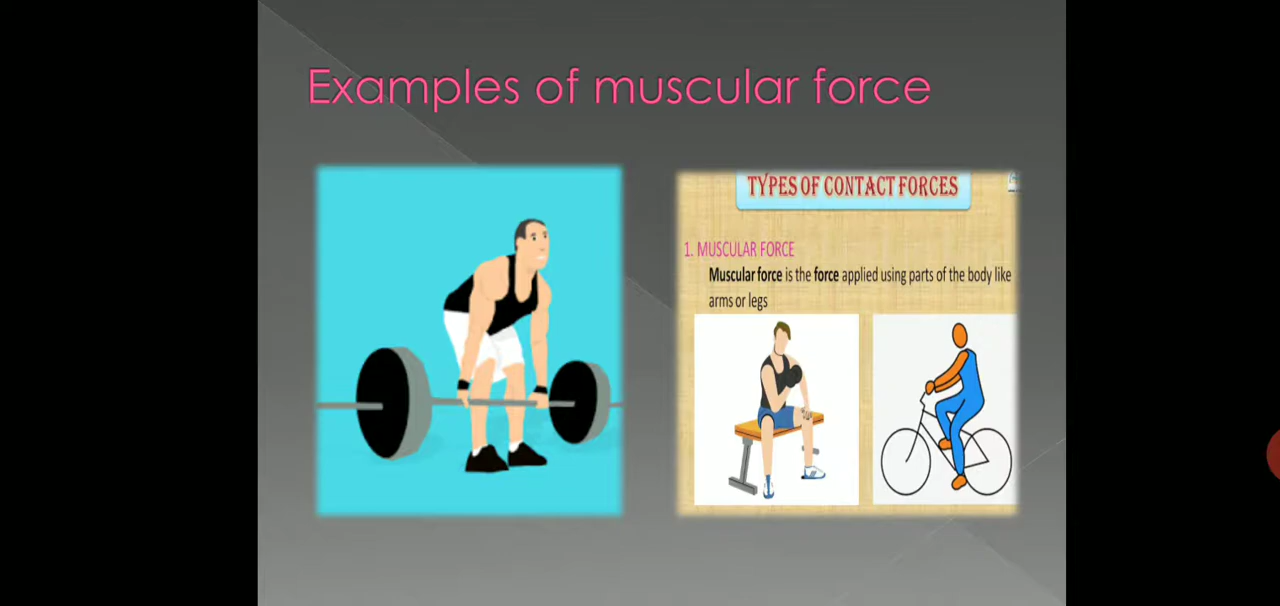 Examples of muscular force
TYPES OF CONTACT FORCES
1. MUSCULAR FORCE
Muscular force is the force applied using parts of the body like
arms or legs